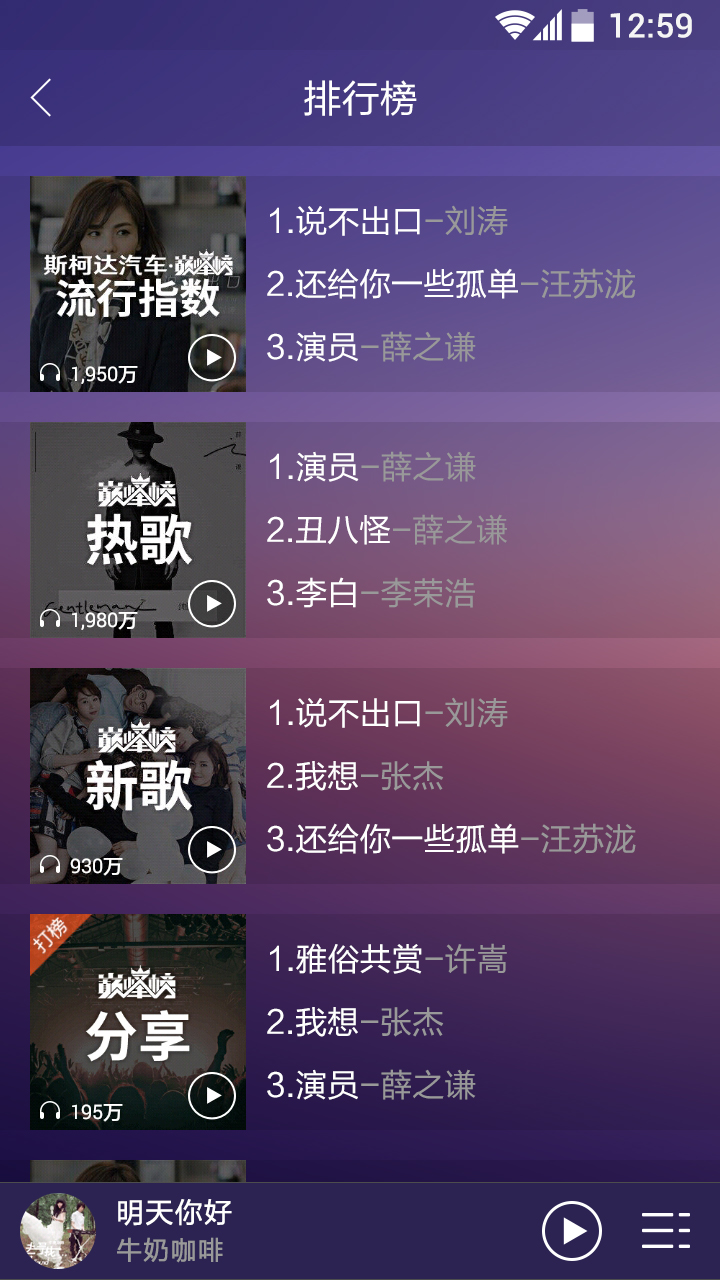 12:59
排行榜
斯柯达汽车·巅峰榜
流行指数
1,950万
1.说不出口-刘涛
2.还给你一些孤单-汪苏泷
3.演员-薛之谦
巅峰榜
热歌
Gentleman
1,980万
1.演员-薛之谦
2.丑八怪-薛之谦
3.李白-李荣浩
巅峰榜
新歌
930万
1.说不出口-刘涛
2.我想-张杰
3.还给你一些孤单-汪苏泷
打榜
巅峰榜
分享
195万
1.雅俗共赏-许嵩
2.我想-张杰
3.演员-薛之谦
明天你好
牛奶咖啡